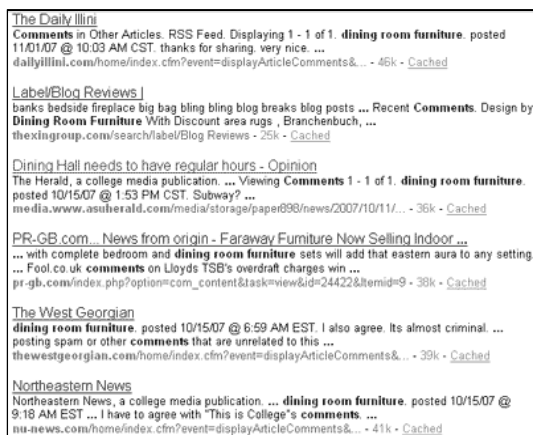 The Daily Illini
Comments in Other Articles. RSS Feed. Displaying 1 - 1 of 1. dining room furniture. posted
11/01/07 @ 10:03 AM CST. thanks for sharing. very nice. ...
dailyillini.com/home/index.cfm?event=displayArticleComments&... - 46k - Cached
Label/Blog Reviews |
banks bedside fireplace big bag bling bling blog breaks blog posts ... Recent Comments. Design by
Dining Room Furniture With Discount area rugs , Branchenbuch, ...
thexingroup.com/search/label/Blog Reviews - 25k - Cached
Dining Hall needs to have regular hours - Opinion
The Herald, a college media publication. ... Viewing Comments 1 - 1 of 1. dining room furniture.
posted 10/15/07 @ 1:53 PM CST. Subway? ...
media.www.asuherald.com/media/storage/paper898/news/2007/10/11/... - 36k - Cached
PR-GB.com... News from origin - Faraway Furniture Now Selling Indoor ...
... with complete bedroom and dining room furniture sets will add that eastern aura to any setting.
... Fool.co.uk comments on Lloyds TSB's overdraft charges win ...
pr-gb.com/index.php?option=com_content&task=view&id=24422&Itemid=9 - 38k - Cached
The West Georgian
dining room furniture. posted 10/15/07 @ 6:59 AM EST. I also agree. Its almost criminal. ...
posting spam or other comments that are unrelated to this ...
thewestgeorgian.com/home/index.cfm?event=displayArticleComments&... - 39k - Cached
Northeastern News
Northeastern News, a college media publication. ... dining room furniture. posted 10/15/07 @
9:18 AM EST ... I have to agree with "This is College"s comments. ...
nu-news.com/home/index.cfm?event=displayArticleComments&... - 41k - Cached